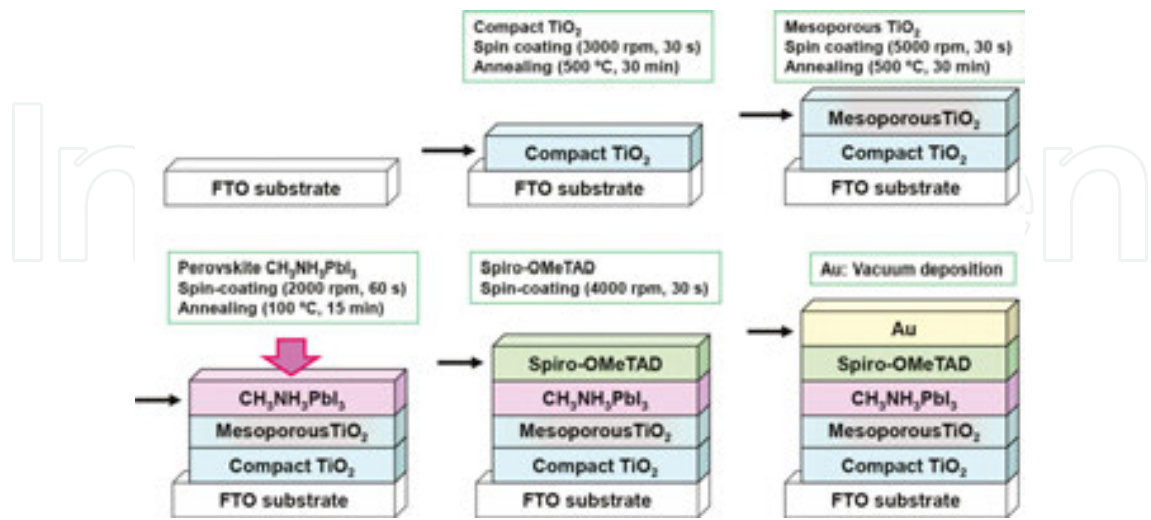 Compact TiO₂
Spin coating (3000 rpm, 30 s)
Annealing (500 ºC, 30 min)
Mesoporous TiO₂
Spin coating (5000 rpm, 30 s)
Annealing (500 ºC, 30 min)
FTO substrate
Compact TiO₂
FTO substrate
MesoporousTiO₂
Compact TiO₂
FTO substrate
Perovskite CH₃NH₃PbI₃
Spin-coating (2000 rpm, 60 s)
Annealing (100 ºC, 15 min)
CH₃NH₃PbI₃
MesoporousTiO₂
Compact TiO₂
FTO substrate
Spiro-OMeTAD
Spin-coating (4000 rpm, 30 s)
Spiro-OMeTAD
CH₃NH₃PbI₃
MesoporousTiO₂
Compact TiO₂
FTO substrate
Au: Vacuum deposition
Au
Spiro-OMeTAD
CH₃NH₃PbI₃
MesoporousTiO₂
Compact TiO₂
FTO substrate